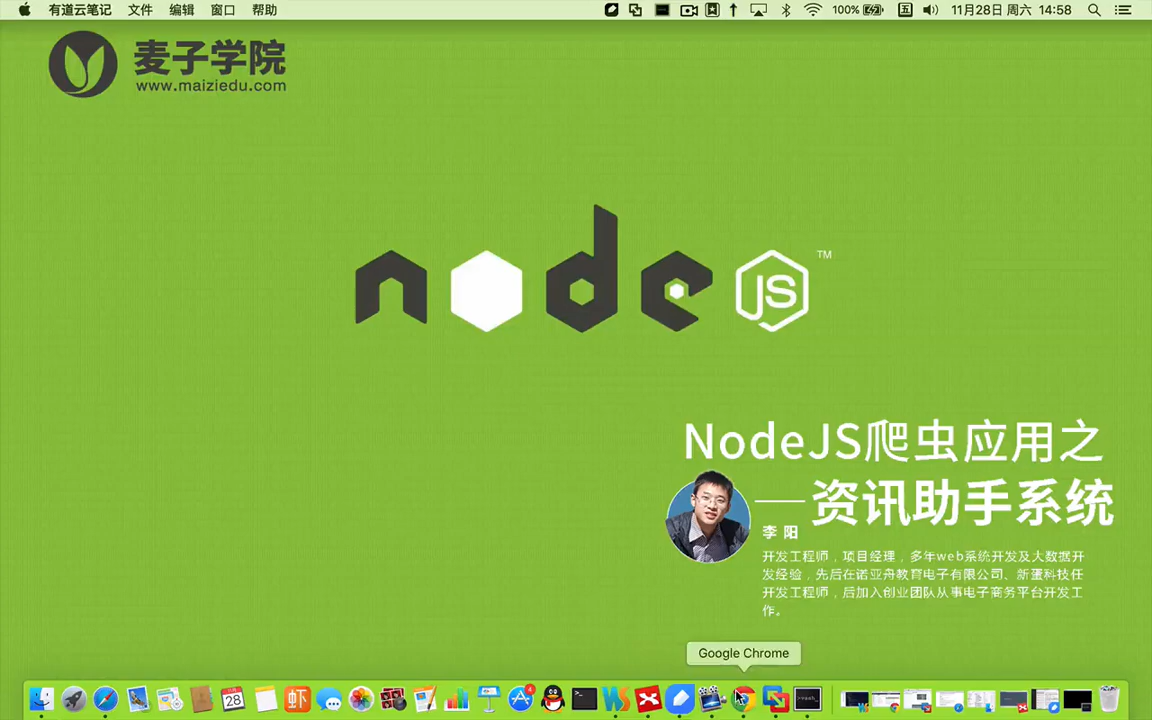 有道云笔记 文件 编辑 窗口 帮助 100% 五 11月28日 周六 14:58
麦子学院
www.maiziedu.com
node JS TM
NodeJS爬虫应用之
——资讯助手系统
李 阳
开发工程师，项目经理，多年web系统开发及大数据开
发经验，先后在诺亚舟教育电子有限公司、新蛋科技任
开发工程师，后加入创业团队从事电子商务平台开发工
作。
Google Chrome
28 虾 4